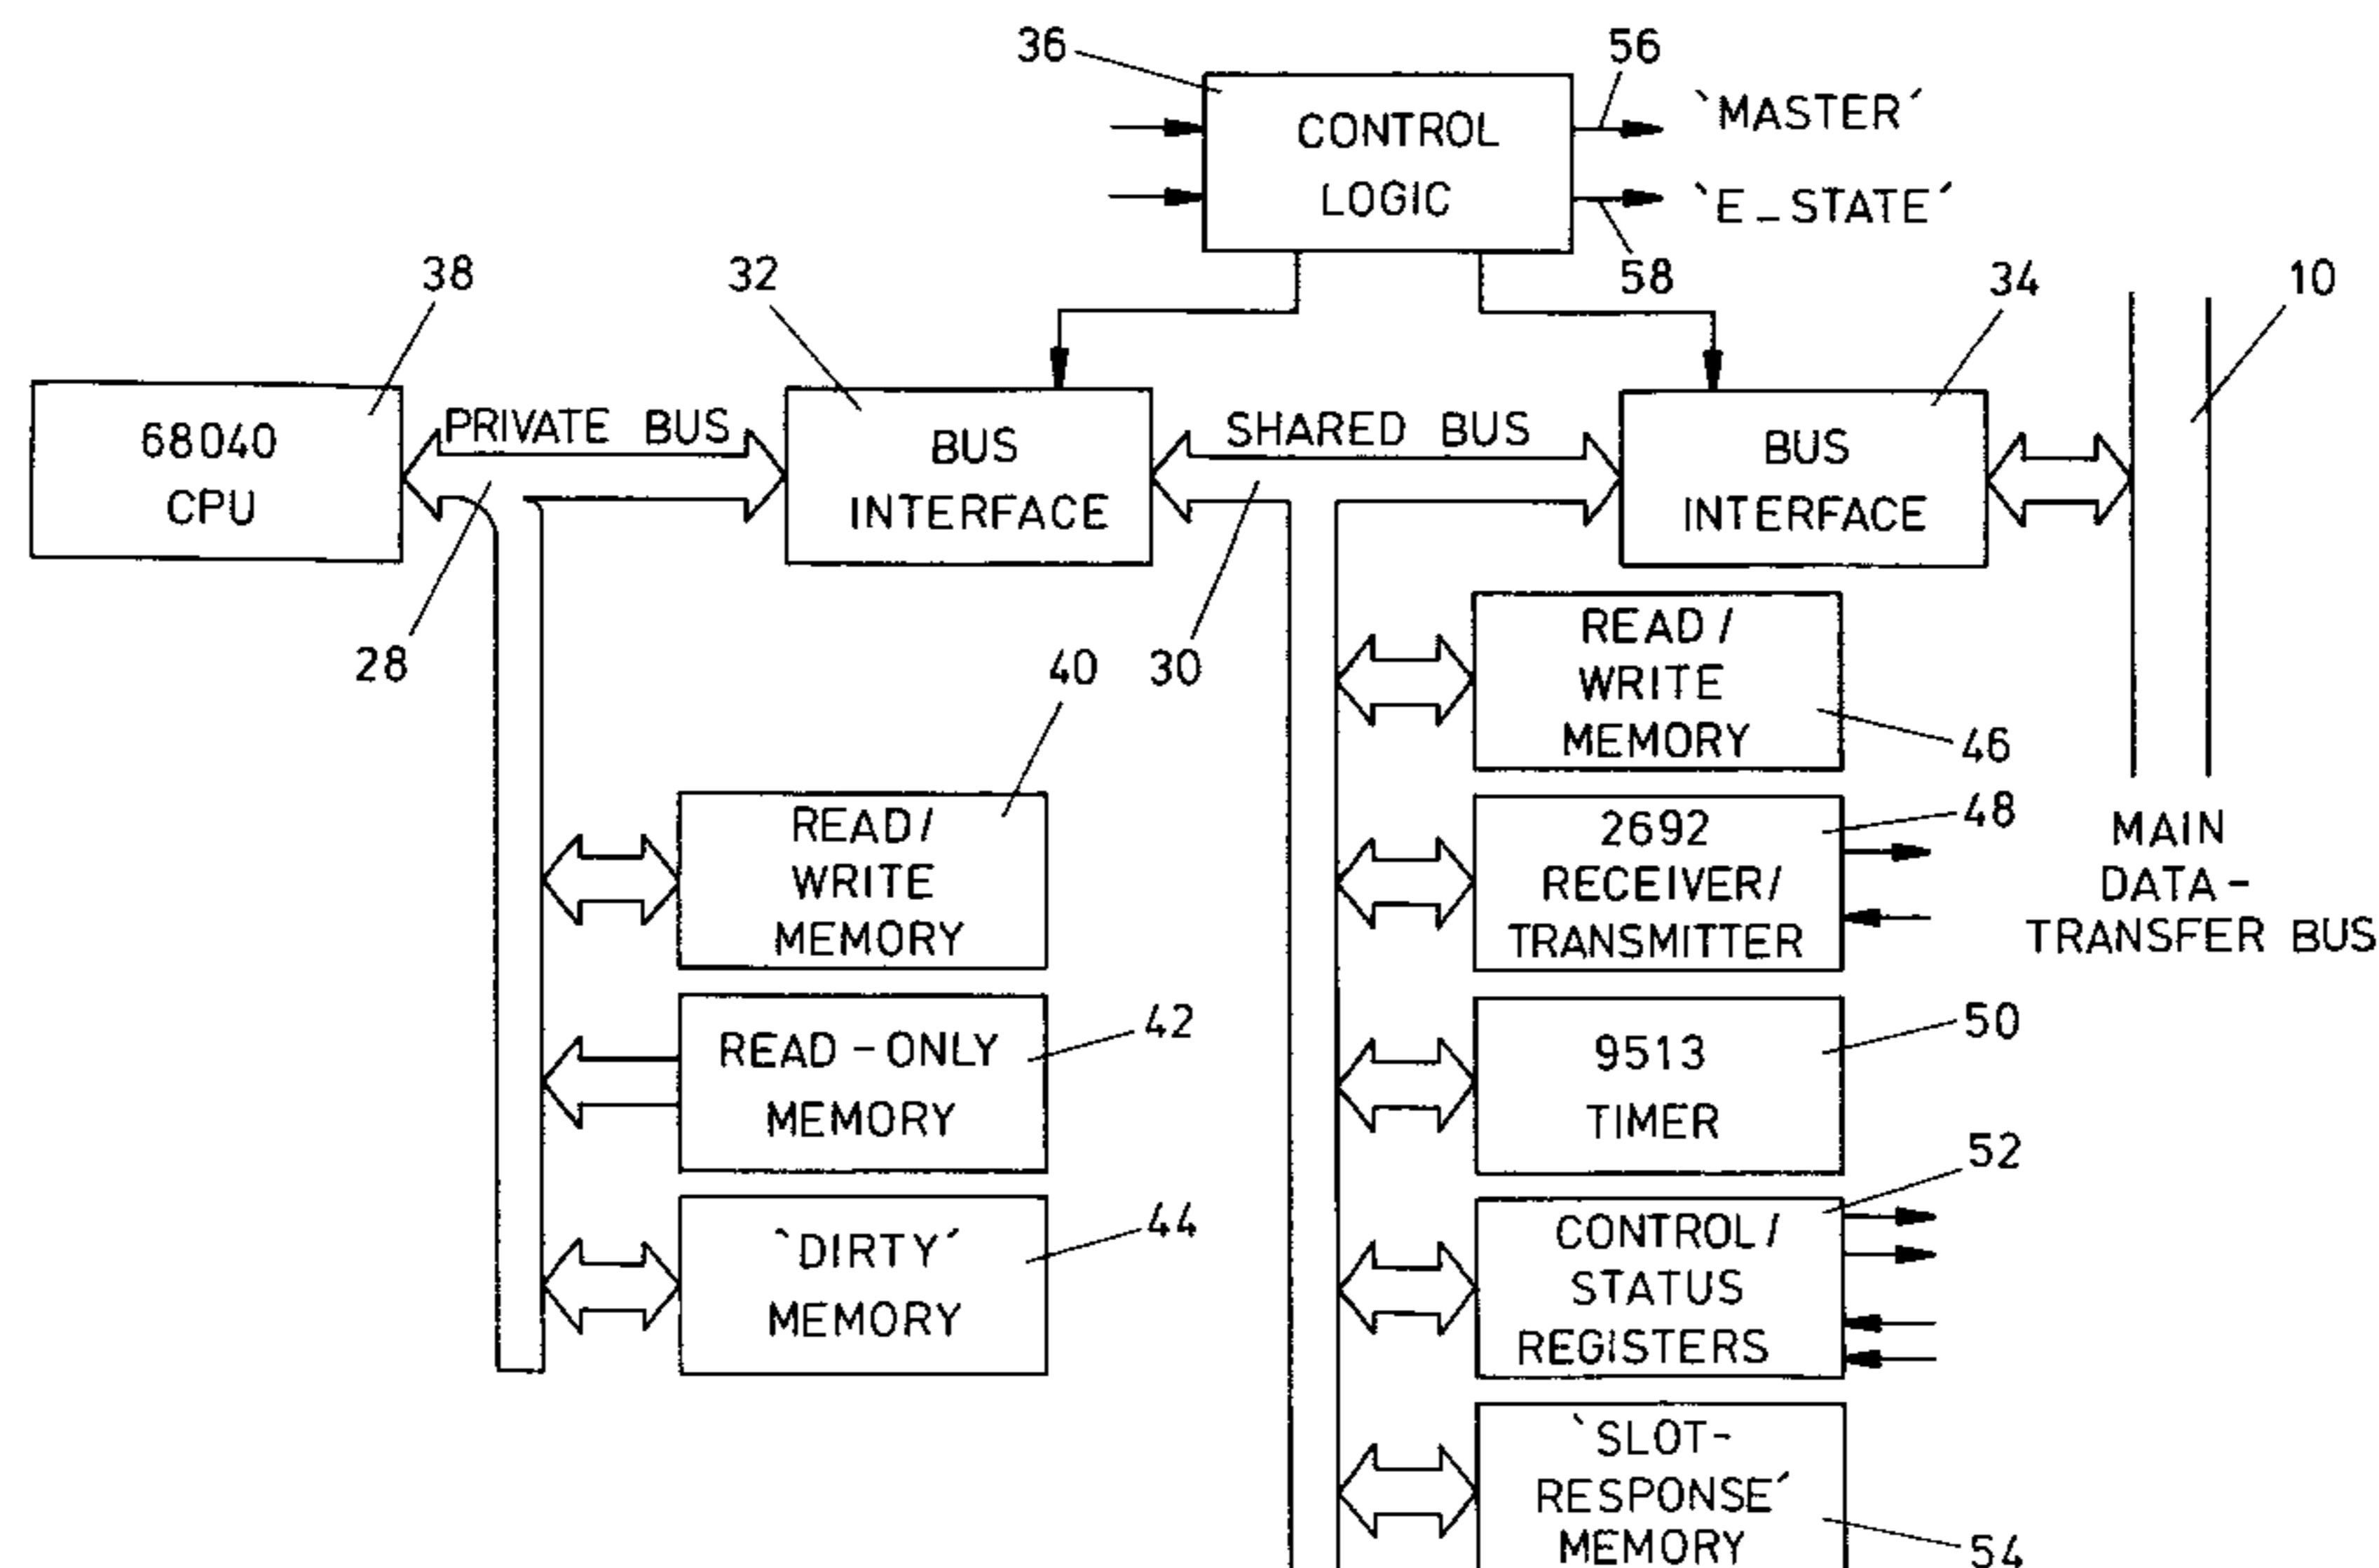 36
56
`MASTER´
CONTROL
LOGIC
`E_STATE´
58
38
32
34
10
68040
CPU
PRIVATE BUS
BUS
INTERFACE
SHARED BUS
BUS
INTERFACE
28
30
READ/
WRITE
MEMORY
46
40
READ/
WRITE
MEMORY
2692
RECEIVER/
TRANSMITTER
48
MAIN
DATA-
TRANSFER BUS
READ-ONLY
MEMORY
42
9513
TIMER
50
`DIRTY´
MEMORY
44
CONTROL/
STATUS
REGISTERS
52
`SLOT-
RESPONSE´
MEMORY
54